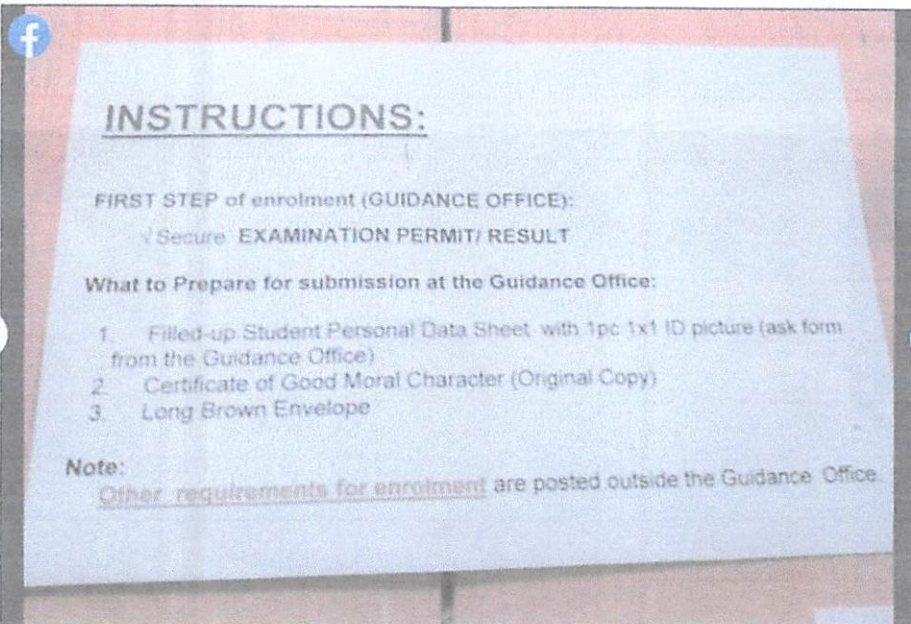 f
INSTRUCTIONS:
FIRST STEP of enrolment (GUIDANCE OFFICE):
√ Secure EXAMINATION PERMIT/ RESULT
What to Prepare for submission at the Guidance Office:
1. Filled-up Student Personal Data Sheet with 1pc 1x1 ID picture (ask form
from the Guidance Office)
2. Certificate of Good Moral Character (Original Copy)
3. Long Brown Envelope
Note:
Other requirements for enrolment are posted outside the Guidance Office.